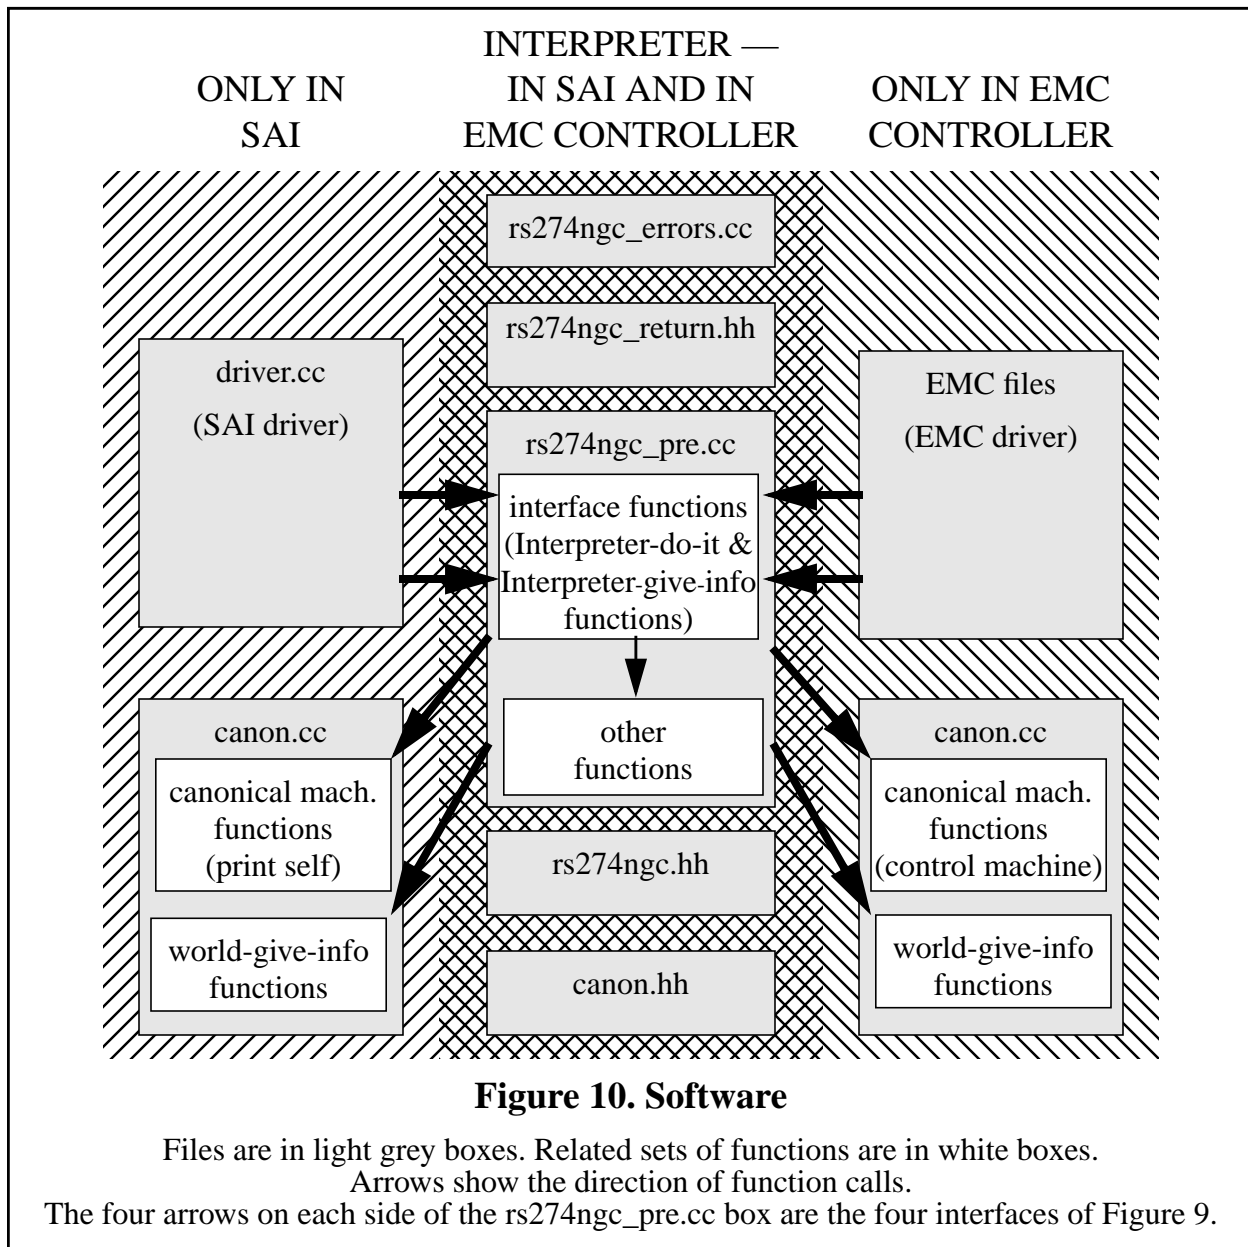 ONLY IN
SAI
INTERPRETER —
IN SAI AND IN
EMC CONTROLLER
ONLY IN EMC
CONTROLLER
driver.cc
(SAI driver)
canon.cc
canonical mach.
functions
(print self)
world-give-info
functions
rs274ngc_errors.cc
rs274ngc_return.hh
rs274ngc_pre.cc
interface functions
(Interpreter-do-it &
Interpreter-give-info
functions)
other
functions
rs274ngc.hh
canon.hh
EMC files
(EMC driver)
canon.cc
canonical mach.
functions
(control machine)
world-give-info
functions
Figure 10. Software
Files are in light grey boxes. Related sets of functions are in white boxes.
Arrows show the direction of function calls.
The four arrows on each side of the rs274ngc_pre.cc box are the four interfaces of Figure 9.